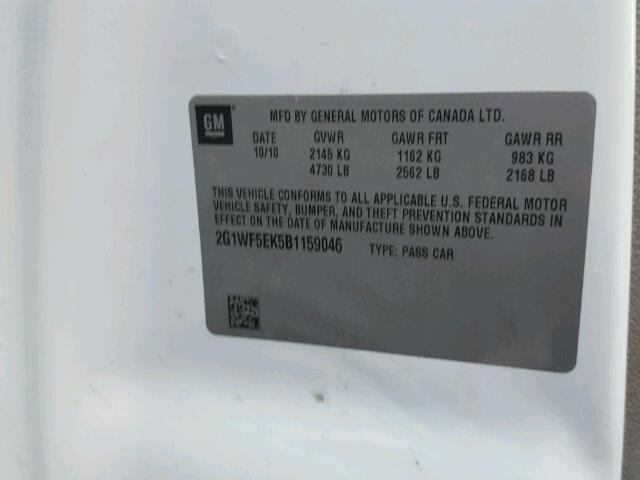 GM
MFD BY GENERAL MOTORS OF CANADA LTD.
DATE GVWR GAWR FRT GAWR RR
10/10 2145 KG 1162 KG 983 KG
4730 LB 2562 LB 2168 LB
THIS VEHICLE CONFORMS TO ALL APPLICABLE U.S. FEDERAL MOTOR
VEHICLE SAFETY, BUMPER, AND THEFT PREVENTION STANDARDS IN
EFFECT ON THE DATE OF MANUFACTURE SHOWN ABOVE.
2G1WF5EK5B1159046 TYPE: PASS CAR